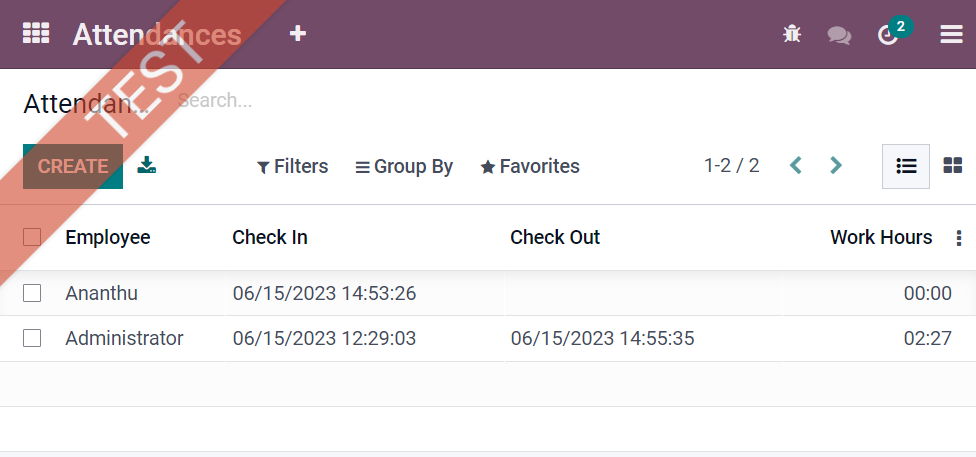 Attendances + 2
TEST
Attendan... Search...
CREATE Filters Group By Favorites 1-2 / 2
Employee Check In Check Out Work Hours
Ananthu 06/15/2023 14:53:26 00:00
Administrator 06/15/2023 12:29:03 06/15/2023 14:55:35 02:27